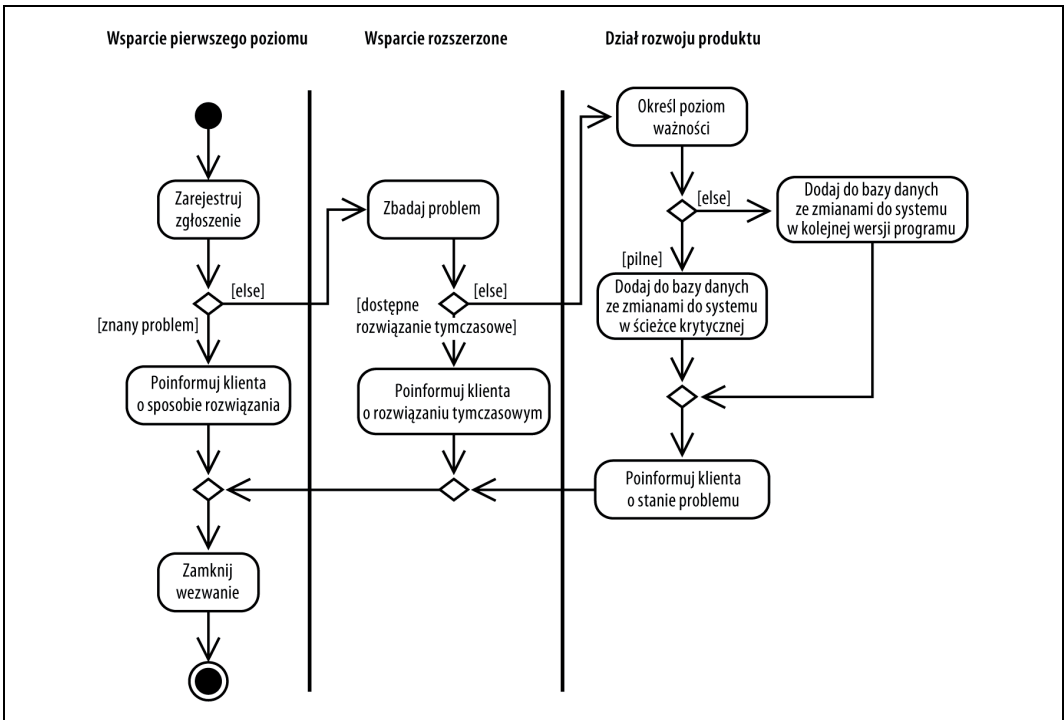 Wsparcie pierwszego poziomu
Wsparcie rozszerzone
Dział rozwoju produktu
Zarejestruj
zgłoszenie
[else]
[znany problem]
Poinformuj klienta
o sposobie rozwiązania
Zamknij
wezwanie
Zbadaj problem
[else]
[dostępne
rozwiązanie tymczasowe]
Poinformuj klienta
o rozwiązaniu tymczasowym
Określ poziom
ważności
[else]
Dodaj do bazy danych
ze zmianami do systemu
w kolejnej wersji programu
[pilne]
Dodaj do bazy danych
ze zmianami do systemu
w ścieżce krytycznej
Poinformuj klienta
o stanie problemu